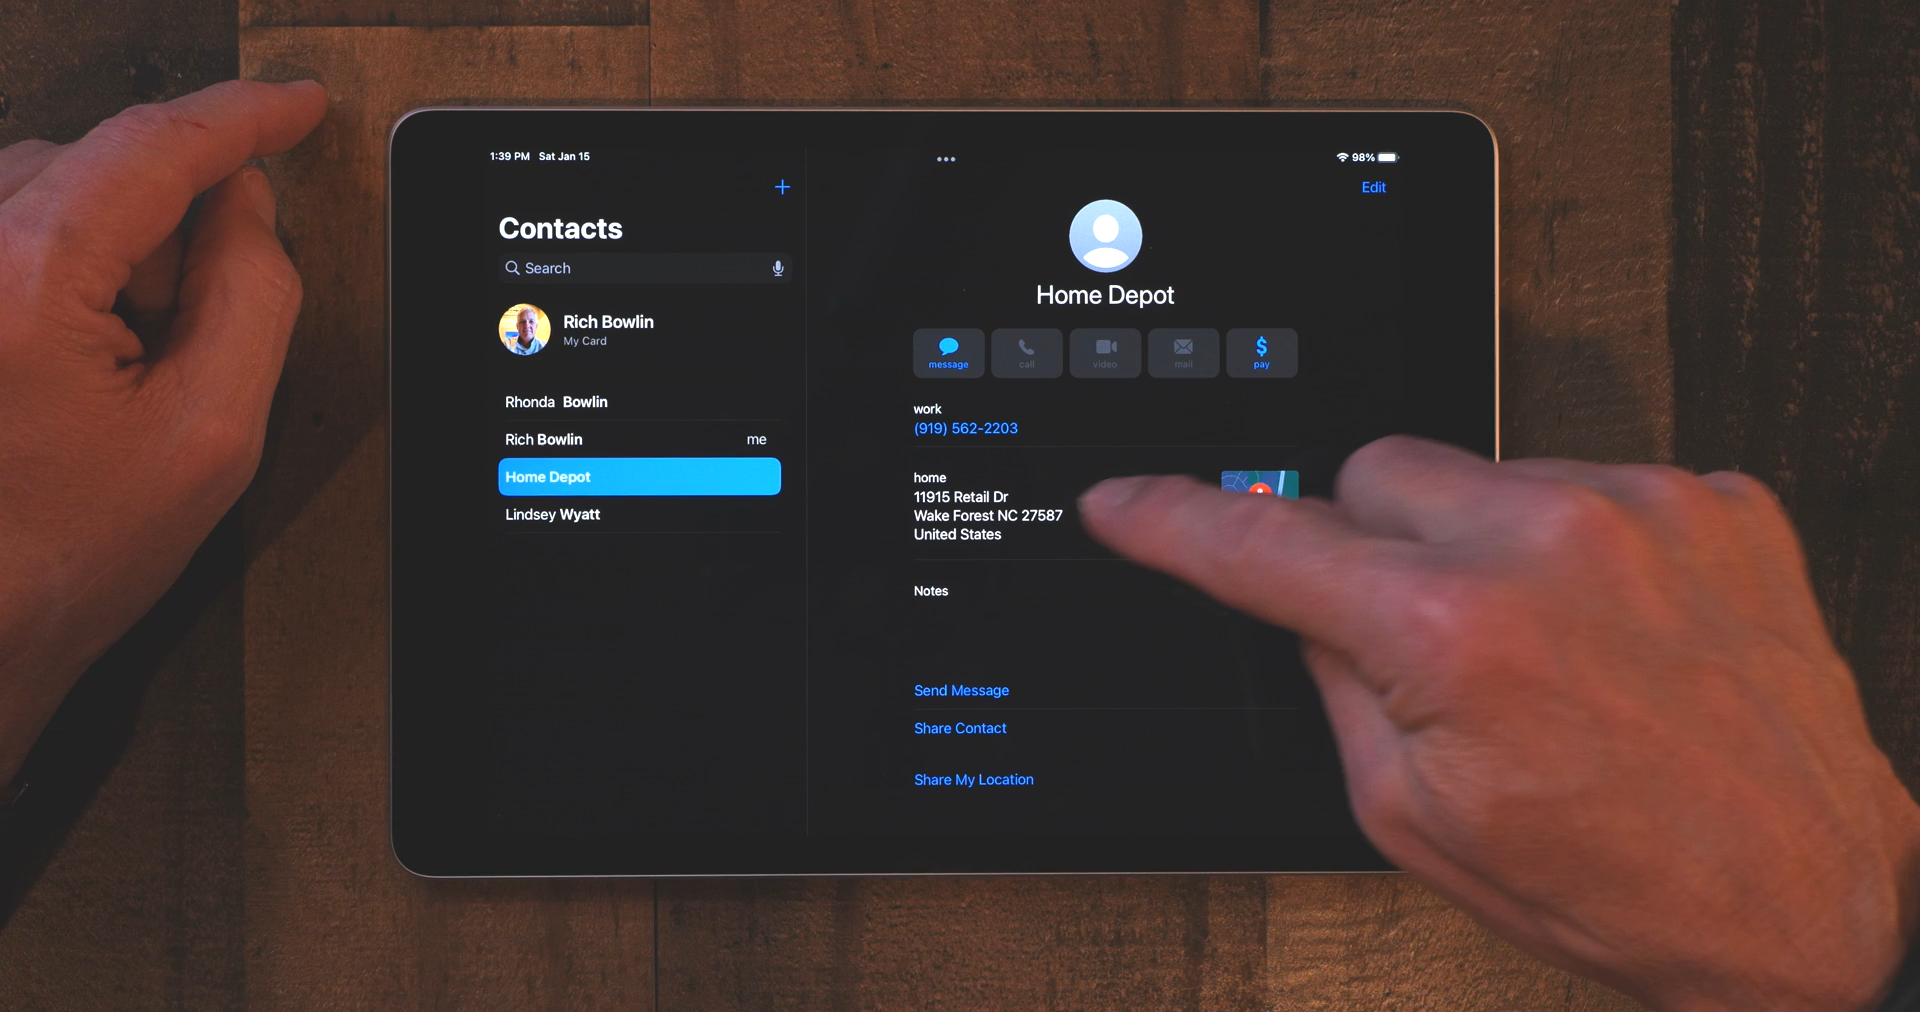 1:39 PM Sat Jan 15
98%
Edit
Contacts
Search
Rich Bowlin
My Card
Rhonda Bowlin
Rich Bowlin me
Home Depot
Lindsey Wyatt
Home Depot
message call video mail pay
work
(919) 562-2203
home
11915 Retail Dr
Wake Forest NC 27587
United States
Notes
Send Message
Share Contact
Share My Location